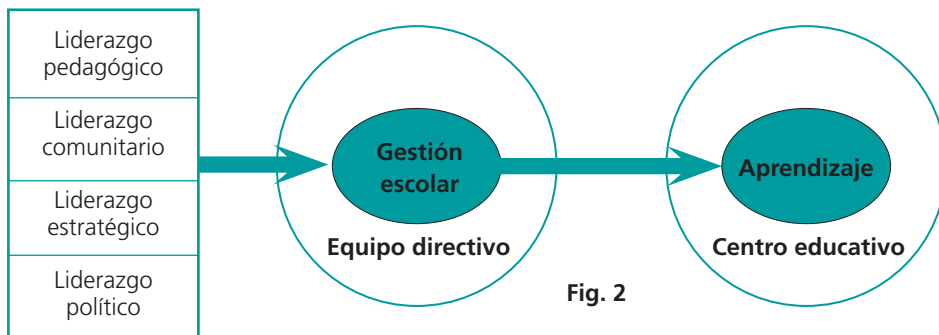 Liderazgo
pedagógico
Liderazgo
comunitario
Liderazgo
estratégico
Liderazgo
político
Gestión
escolar
Equipo directivo
Aprendizaje
Centro educativo
Fig. 2